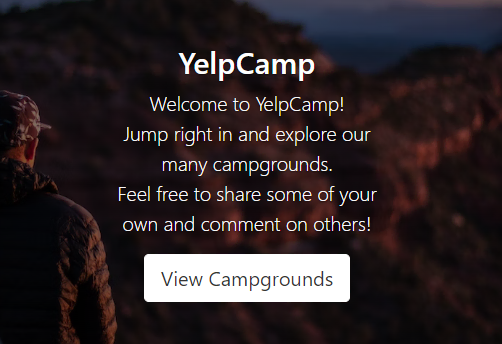 YelpCamp
Welcome to YelpCamp!
Jump right in and explore our
many campgrounds.
Feel free to share some of your
own and comment on others!
View Campgrounds